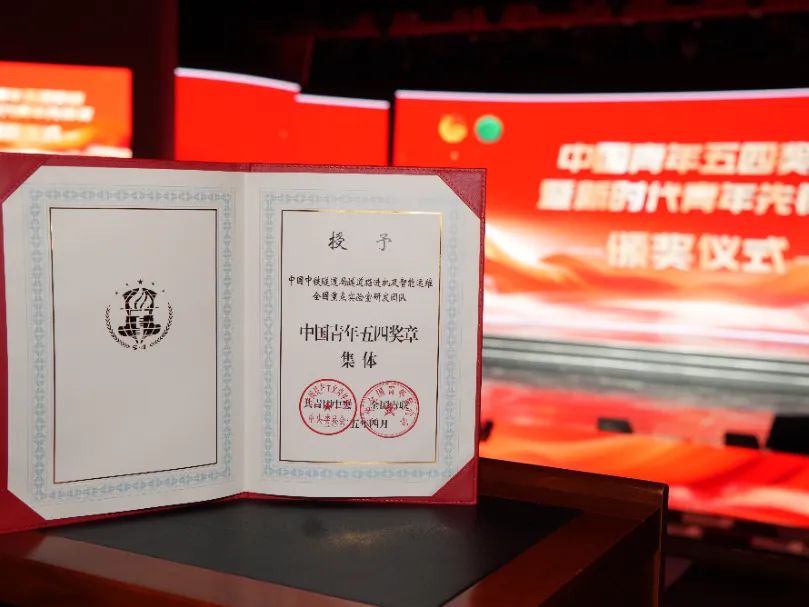 授 予
中国中铁隧道局隧道掘进机及智能运维
全国重点实验室研发团队
中国青年五四奖章
集体
共青团中央 全国青联
五年四月
5·4
中国青年五四奖
暨新时代青年先
颁奖仪式